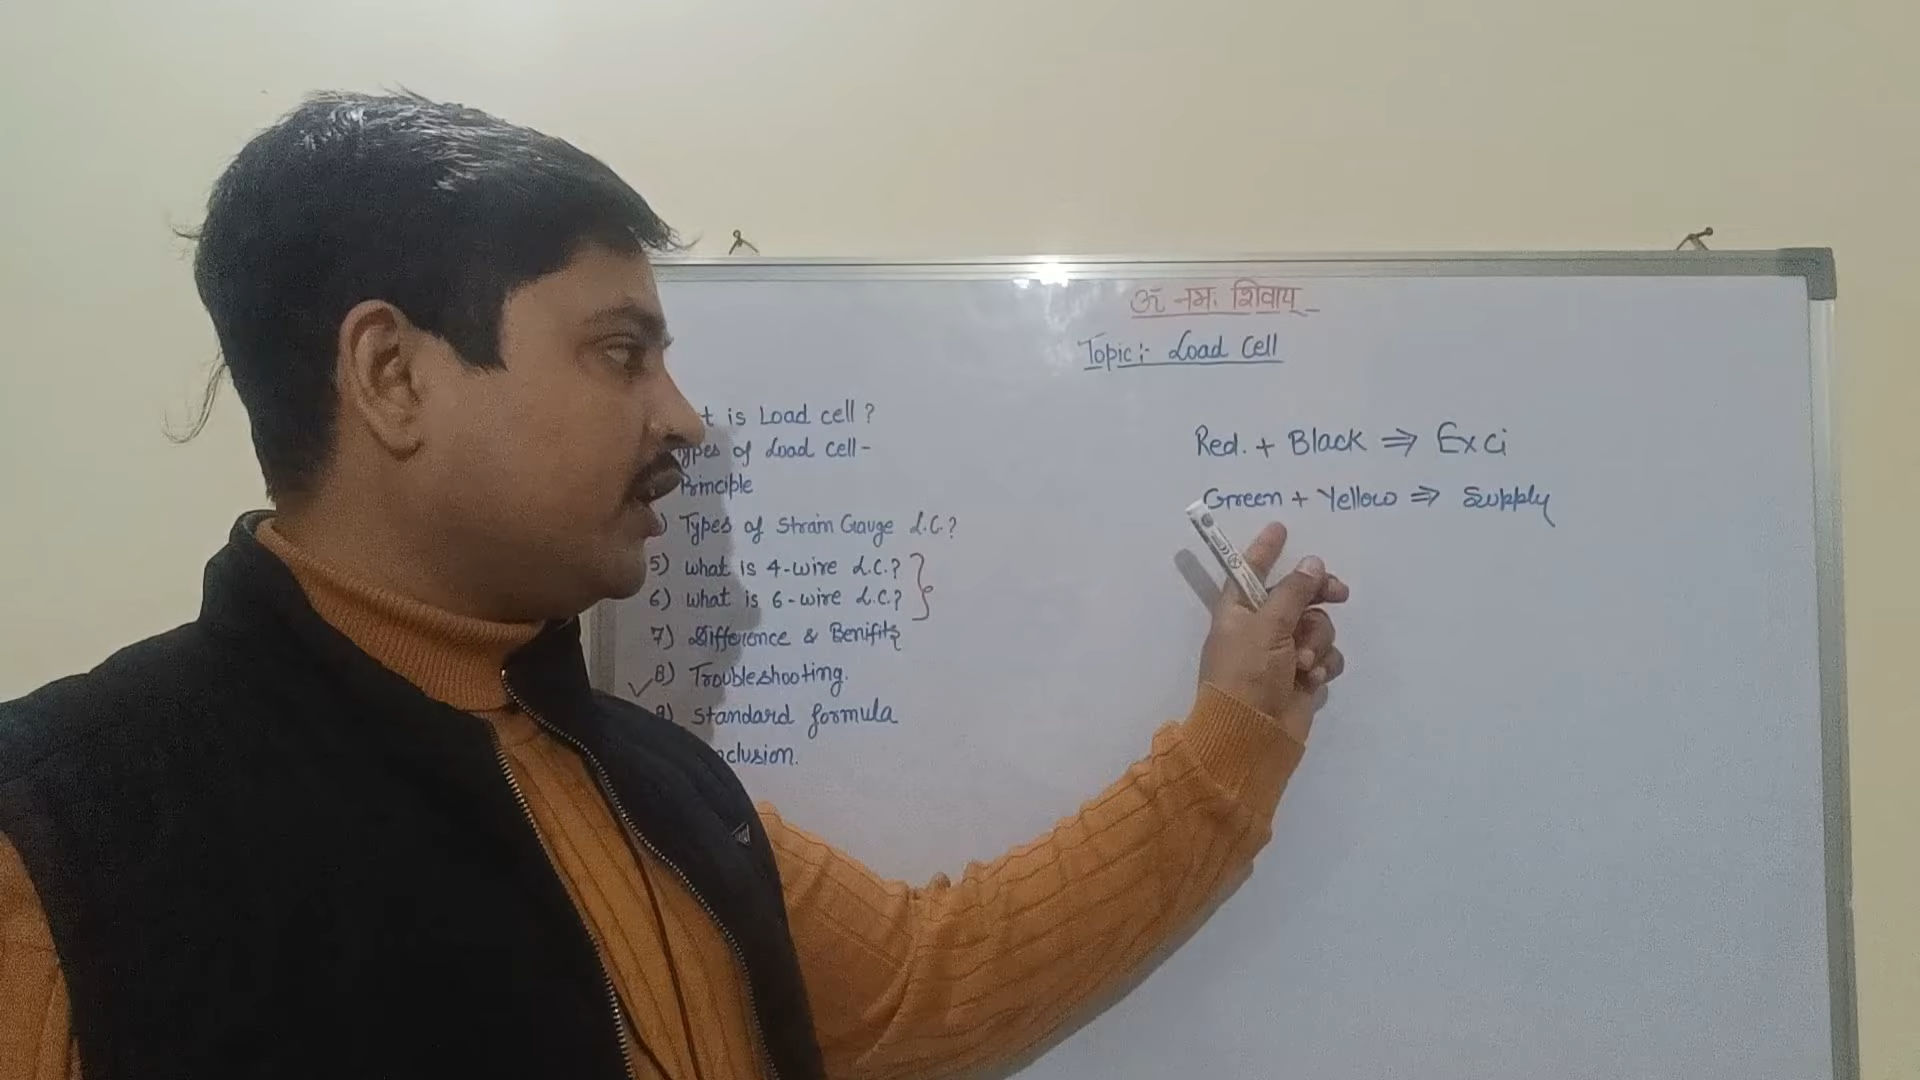 ॐ नमः शिवाय्
Topic:- Load Cell
t is Load cell ?
ypes of Load cell -
Principle
) Types of Strain Gauge L.C.?
5) What is 4-wire L.C.?
6) What is 6-wire L.C.?
7) Difference & Benifits
8) Troubleshooting.
9) Standard formula
nclusion.
Red. + Black ⇒ Exci
Green + Yellow ⇒ Supply